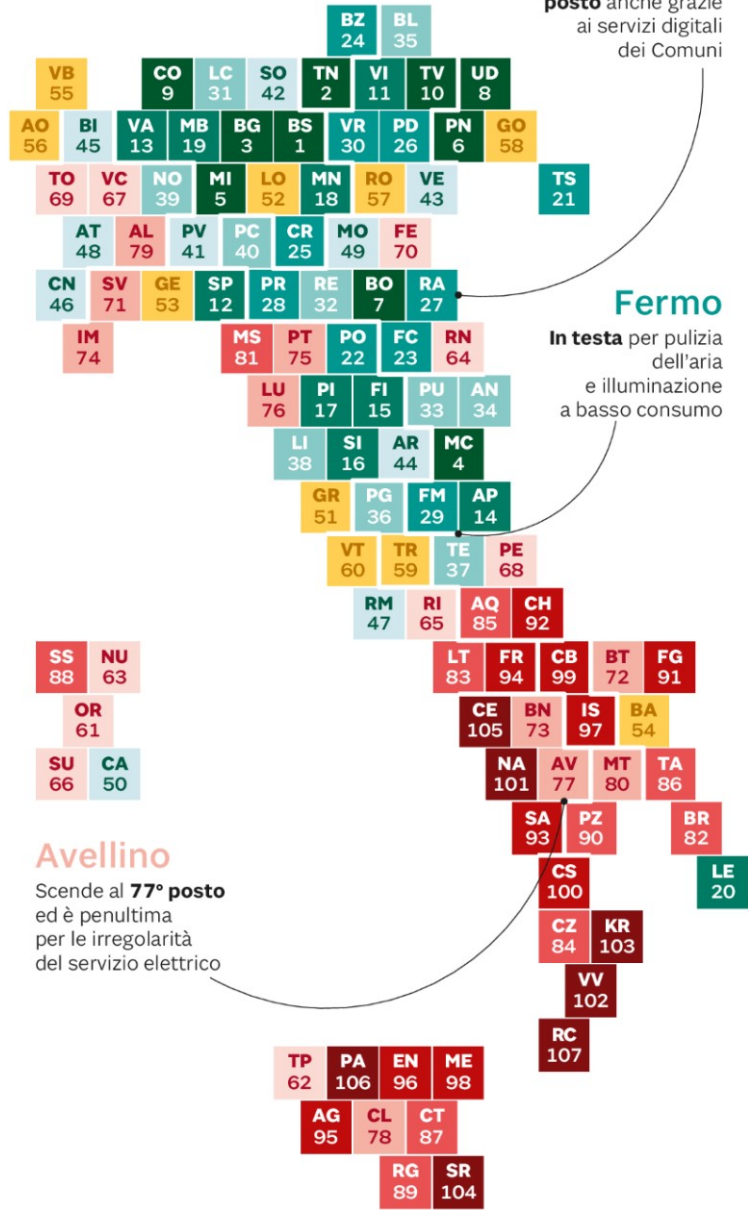 posto anche grazie
ai servizi digitali
dei Comuni
BZ BL
24 35
VB CO LC SO TN VI TV UD
55 9 31 42 2 11 10 8
AO BI VA MB BG BS VR PD PN GO
56 45 13 19 3 1 30 26 6 58
TO VC NO MI LO MN RO VE TS
69 67 39 5 52 18 57 43 21
AT AL PV PC CR MO FE
48 79 41 40 25 49 70
CN SV GE SP PR RE BO RA
46 71 53 12 28 32 7 27
Fermo
In testa per pulizia
dell'aria
e illuminazione
a basso consumo
IM MS PT PO FC RN
74 81 75 22 23 64
LU PI FI PU AN
76 17 15 33 34
LI SI AR MC
38 16 44 4
GR PG FM AP
51 36 29 14
VT TR TE PE
60 59 37 68
RM RI AQ CH
47 65 85 92
SS NU LT FR CB BT FG
88 63 83 94 99 72 91
OR CE BN IS BA
61 105 73 97 54
SU CA NA AV MT TA
66 50 101 77 80 86
SA PZ BR
93 90 82
Avellino
Scende al 77° posto
ed è penultima
per le irregolarità
del servizio elettrico
CS LE
100 20
CZ KR
84 103
VV
102
RC
107
TP PA EN ME
62 106 96 98
AG CL CT
95 78 87
RG SR
89 104